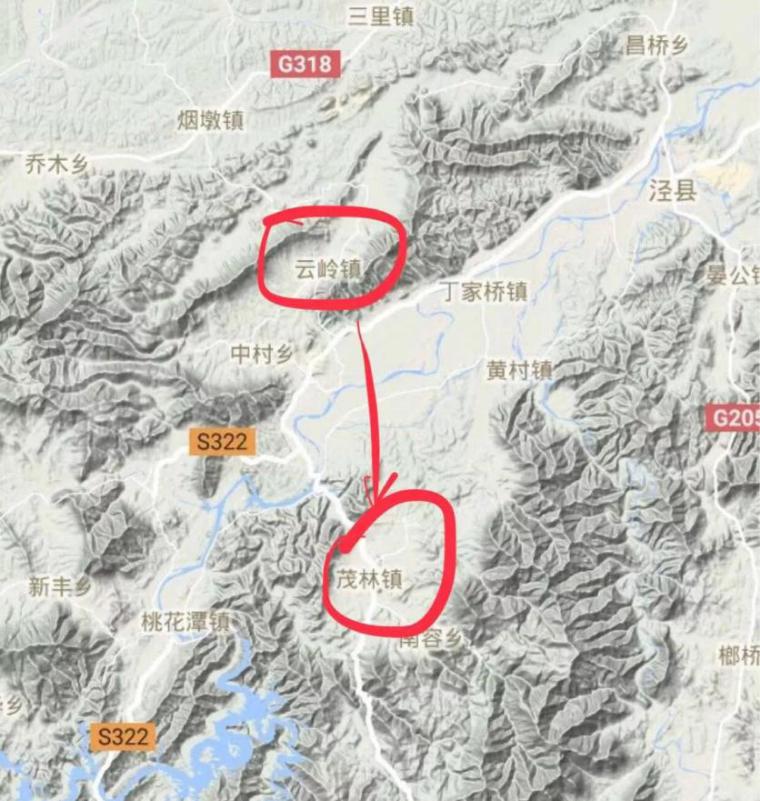 三里镇
昌桥乡
G318
烟墩镇
乔木乡
泾县
云岭镇
晏公
丁家桥镇
中村乡
黄村镇
G205
S322
茂林镇
新丰乡
桃花潭镇
南容乡
榔桥
乡
S322